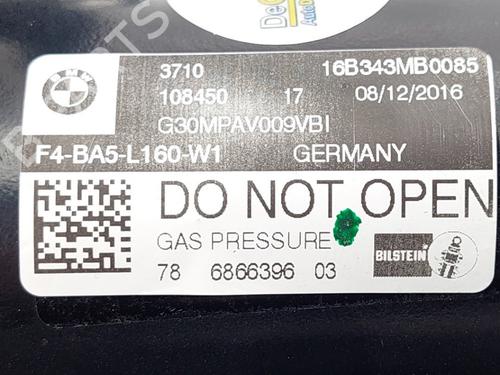 BMW
3710 16B343MB0085
108450 17 08/12/2016
G30MPAV009VBI
F4-BA5-L160-W1 GERMANY
DO NOT OPEN
GAS PRESSURE
78 6866396 03
BILSTEIN